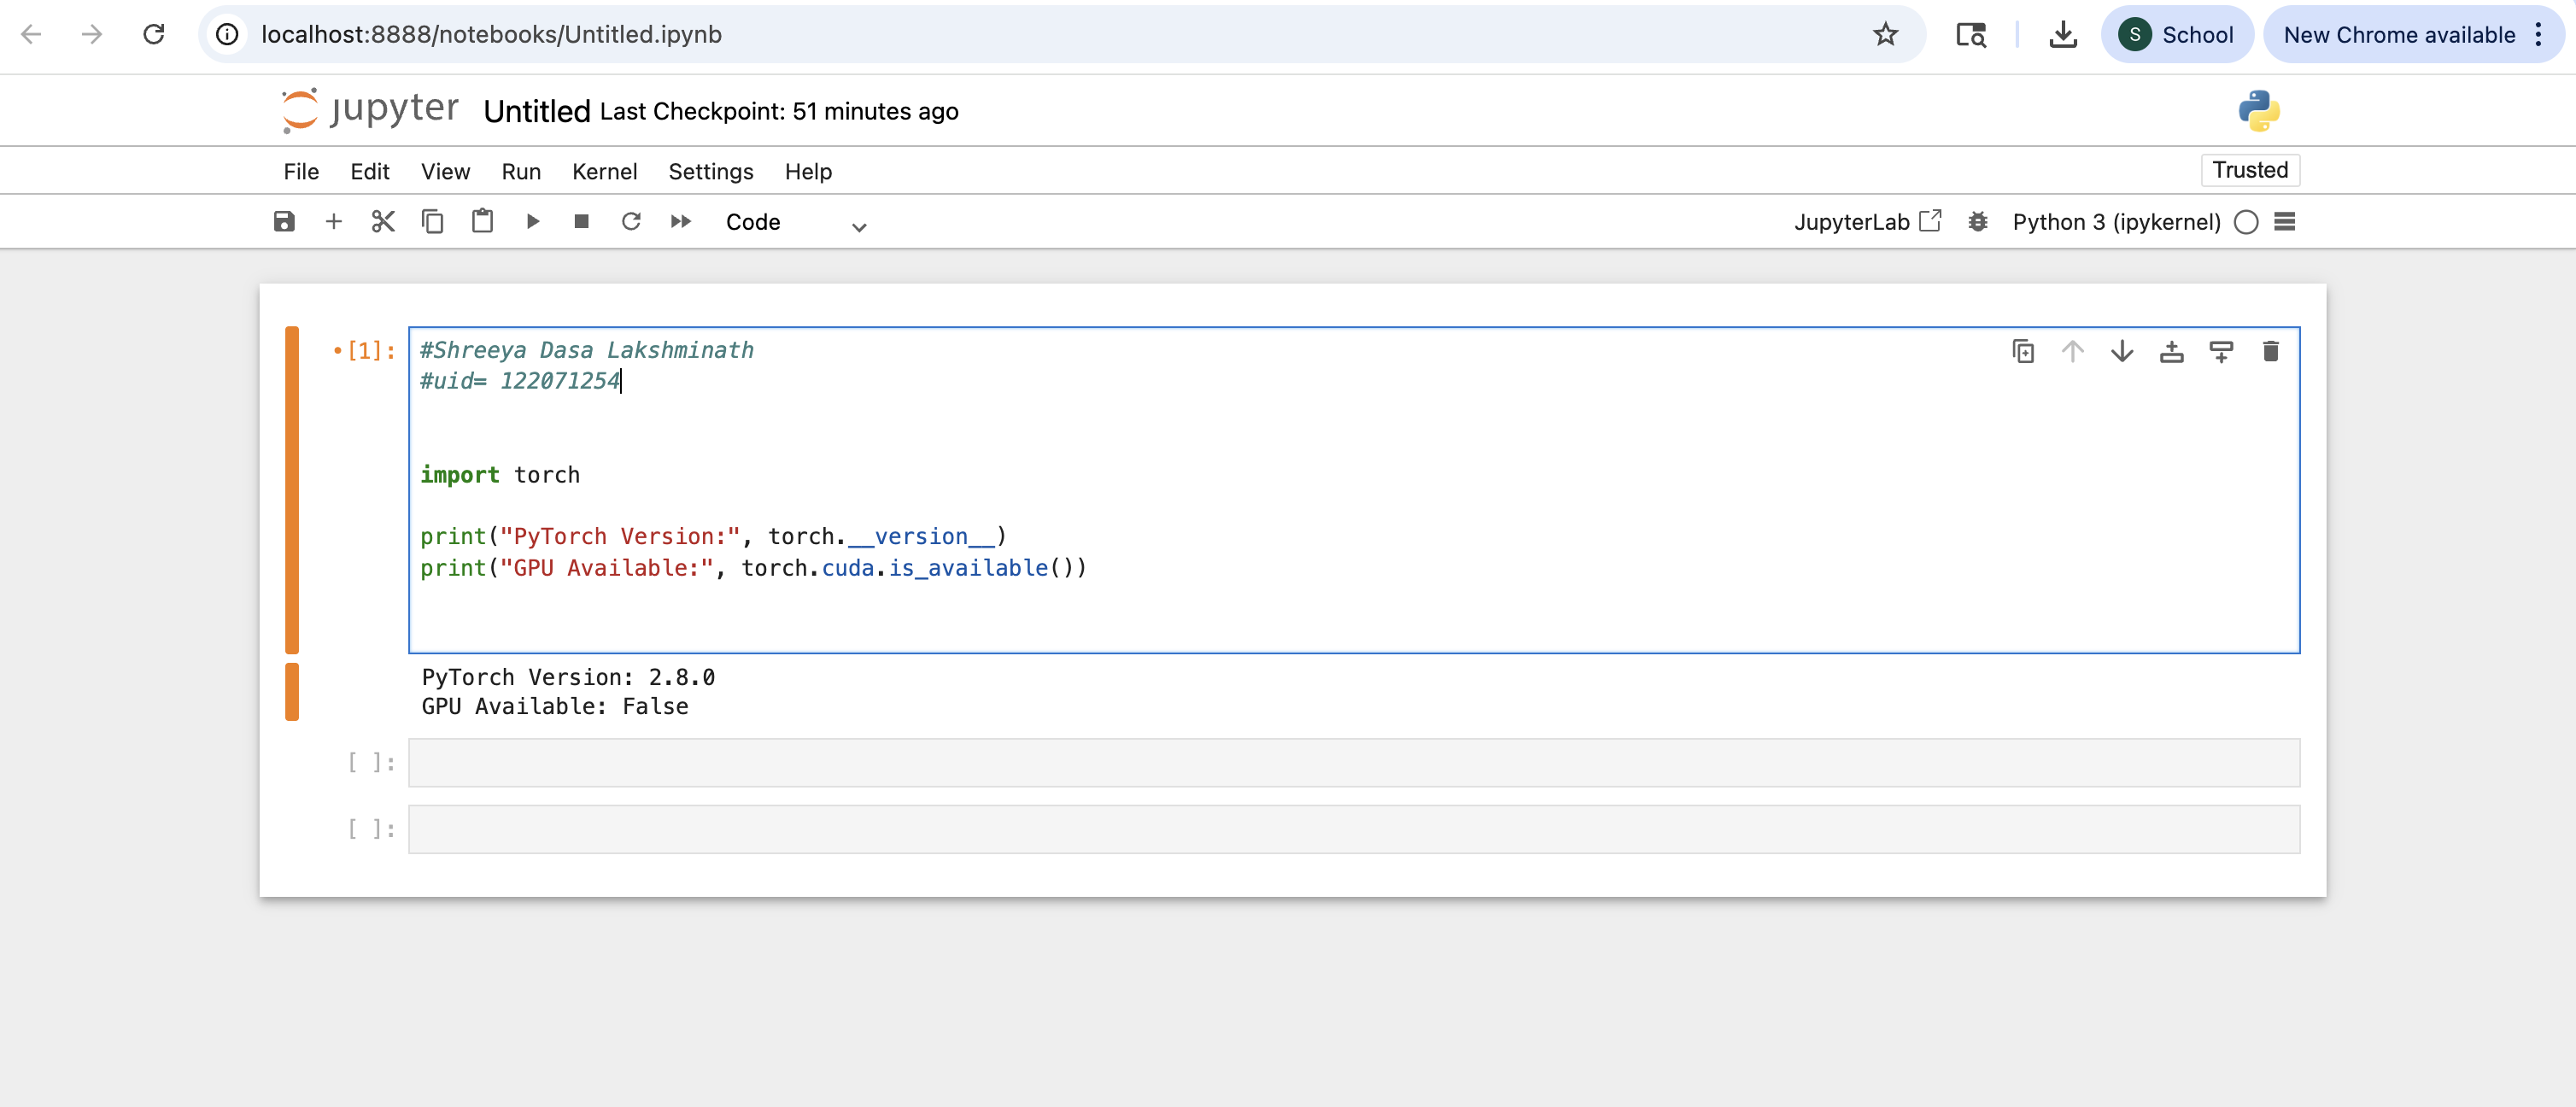 localhost:8888/notebooks/Untitled.ipynb
S School
New Chrome available
jupyter Untitled Last Checkpoint: 51 minutes ago
File Edit View Run Kernel Settings Help
Trusted
Code
JupyterLab
Python 3 (ipykernel)
•[1]:
#Shreeya Dasa Lakshminath
#uid= 122071254
import torch
print("PyTorch Version:", torch.__version__)
print("GPU Available:", torch.cuda.is_available())
PyTorch Version: 2.8.0
GPU Available: False
[ ]:
[ ]: